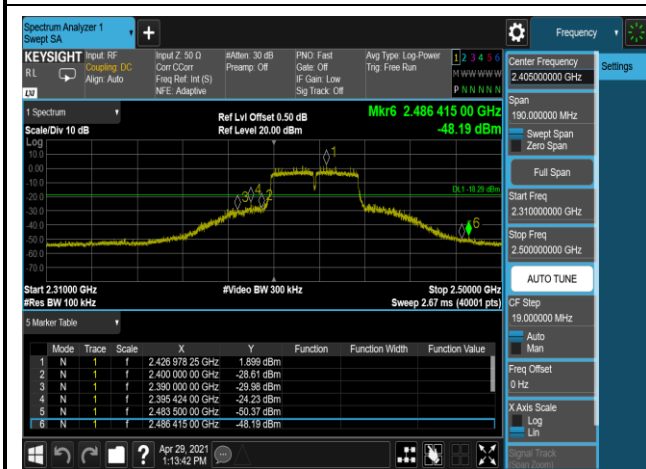 Spectrum Analyzer 1
Swept SA
+
Frequency
KEYSIGHT Input: RF
RL Coupling: DC
Align: Auto
LXI
Input Z: 50 Ω
Corr CCorr
Freq Ref: Int (S)
NFE: Adaptive
#Atten: 30 dB
Preamp: Off
PNO: Fast
Gate: Off
IF Gain: Low
Sig Track: Off
Avg Type: Log-Power
Trig: Free Run
1 2 3 4 5 6
M W W W W W
P N N N N N
1 Spectrum
Scale/Div 10 dB
Ref Lvl Offset 0.50 dB
Ref Level 20.00 dBm
Mkr6 2.486 415 00 GHz
-48.19 dBm
Log
10.0
0.00
-10.0
-20.0
-30.0
-40.0
-50.0
-60.0
-70.0
1
3 4 2
6
DL1 -18.29 dBm
Start 2.31000 GHz
#Res BW 100 kHz
#Video BW 300 kHz
Stop 2.50000 GHz
Sweep 2.67 ms (40001 pts)
5 Marker Table
Mode Trace Scale X Y Function Function Width Function Value
1 N 1 f 2.426 978 25 GHz 1.899 dBm
2 N 1 f 2.400 000 00 GHz -28.61 dBm
3 N 1 f 2.390 000 00 GHz -29.98 dBm
4 N 1 f 2.395 424 00 GHz -24.23 dBm
5 N 1 f 2.483 500 00 GHz -50.37 dBm
6 N 1 f 2.486 415 00 GHz -48.19 dBm
Center Frequency
2.405000000 GHz
Span
190.000000 MHz
Swept Span
Zero Span
Full Span
Start Freq
2.310000000 GHz
Stop Freq
2.500000000 GHz
AUTO TUNE
CF Step
19.000000 MHz
Auto
Man
Freq Offset
0 Hz
X Axis Scale
Log
Lin
Signal Track
(Span Zoom)
Settings
?
Apr 29, 2021
1:13:42 PM